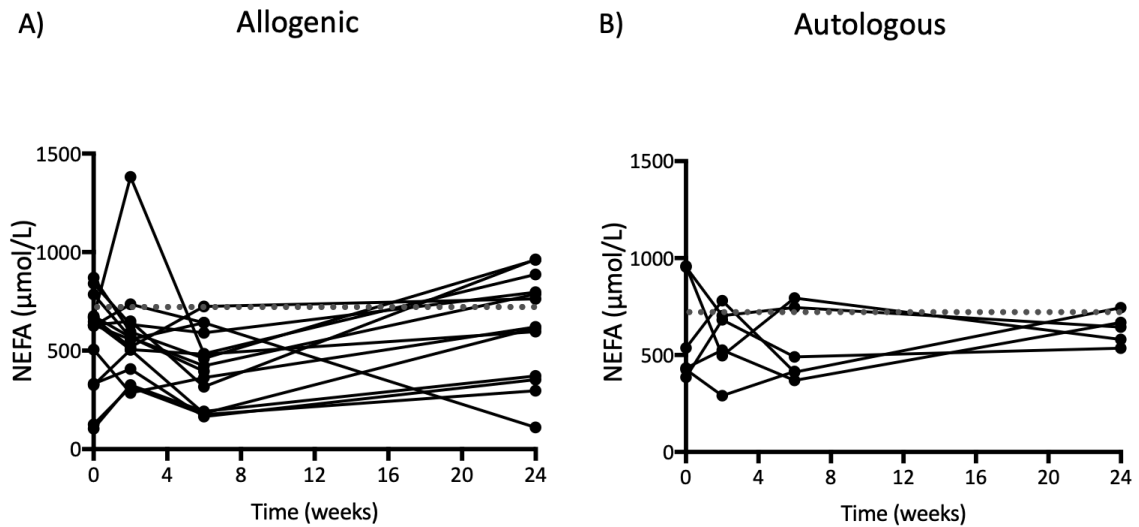 A)
Allogenic
1500
1000
500
0
NEFA (μmol/L)
0 4 8 12 16 20 24
Time (weeks)
B)
Autologous
1500
1000
500
0
NEFA (μmol/L)
0 4 8 12 16 20 24
Time (weeks)